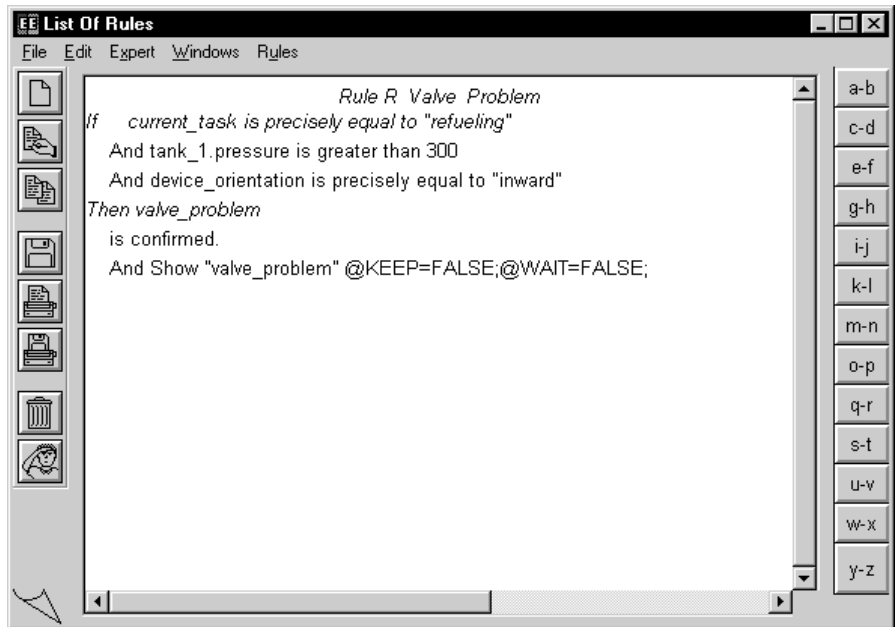 EE List Of Rules
File Edit Expert Windows Rules
Rule R Valve Problem
If current_task is precisely equal to "refueling"
And tank_1.pressure is greater than 300
And device_orientation is precisely equal to "inward"
Then valve_problem
is confirmed.
And Show "valve_problem" @KEEP=FALSE;@WAIT=FALSE;
a-b
c-d
e-f
g-h
i-j
k-l
m-n
o-p
q-r
s-t
u-v
w-x
y-z